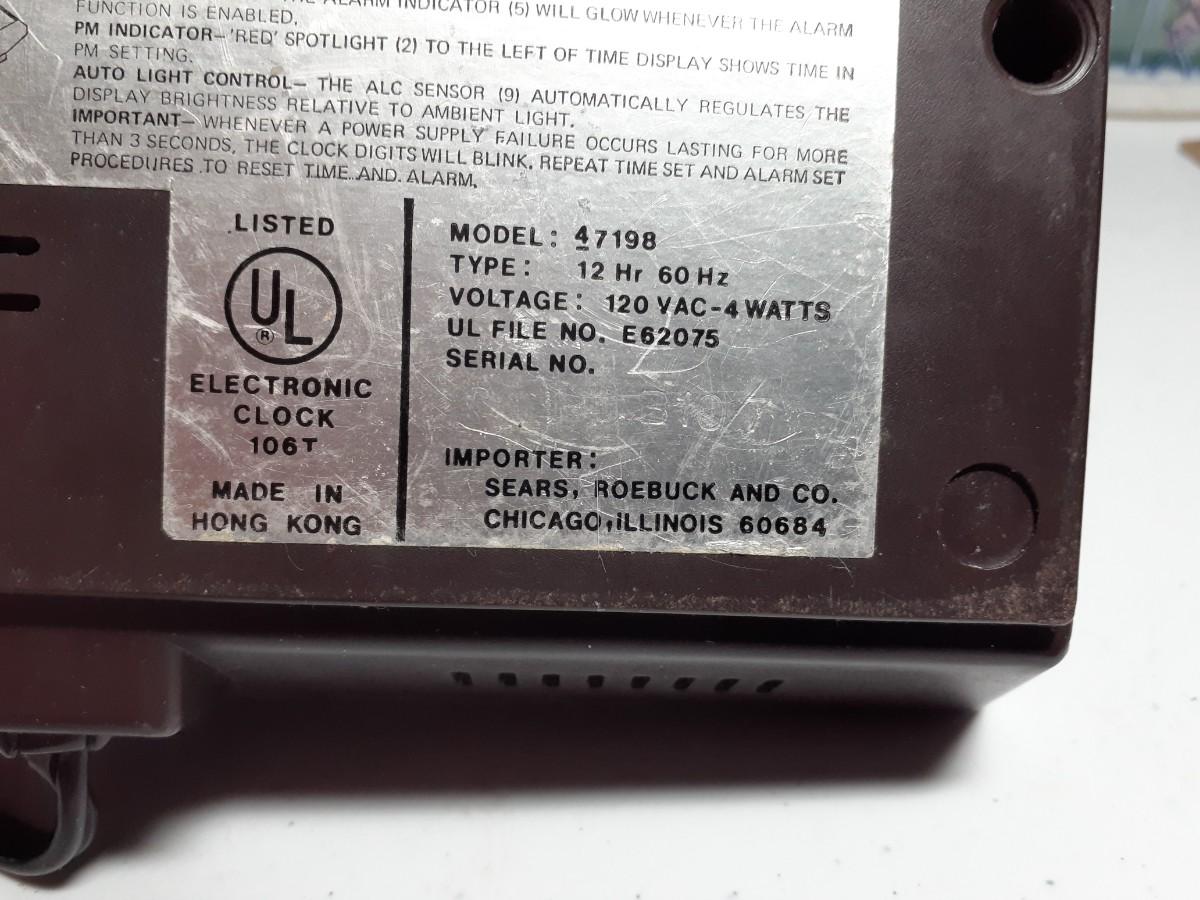 ALARM INDICATOR (5) WILL GLOW WHENEVER THE ALARM
FUNCTION IS ENABLED.
PM INDICATOR—'RED' SPOTLIGHT (2) TO THE LEFT OF TIME DISPLAY SHOWS TIME IN
PM SETTING.
AUTO LIGHT CONTROL— THE ALC SENSOR (9) AUTOMATICALLY REGULATES THE
DISPLAY BRIGHTNESS RELATIVE TO AMBIENT LIGHT.
IMPORTANT— WHENEVER A POWER SUPPLY FAILURE OCCURS LASTING FOR MORE
THAN 3 SECONDS, THE CLOCK DIGITS WILL BLINK. REPEAT TIME SET AND ALARM SET
PROCEDURES TO RESET TIME AND ALARM.
LISTED
UL
®
ELECTRONIC
CLOCK
106T
MADE IN
HONG KONG
MODEL: 47198
TYPE: 12 Hr 60 Hz
VOLTAGE: 120 VAC-4 WATTS
UL FILE NO. E62075
SERIAL NO.
IMPORTER:
SEARS, ROEBUCK AND CO.
CHICAGO, ILLINOIS 60684